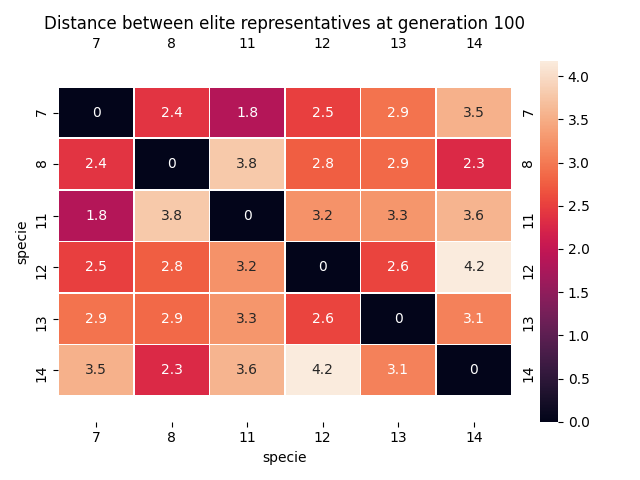 Distance between elite representatives at generation 100
7 8 11 12 13 14
7 0 2.4 1.8 2.5 2.9 3.5 7
8 2.4 0 3.8 2.8 2.9 2.3 8
11 1.8 3.8 0 3.2 3.3 3.6 11
12 2.5 2.8 3.2 0 2.6 4.2 12
13 2.9 2.9 3.3 2.6 0 3.1 13
14 3.5 2.3 3.6 4.2 3.1 0 14
7 8 11 12 13 14
specie
specie
4.0
3.5
3.0
2.5
2.0
1.5
1.0
0.5
0.0